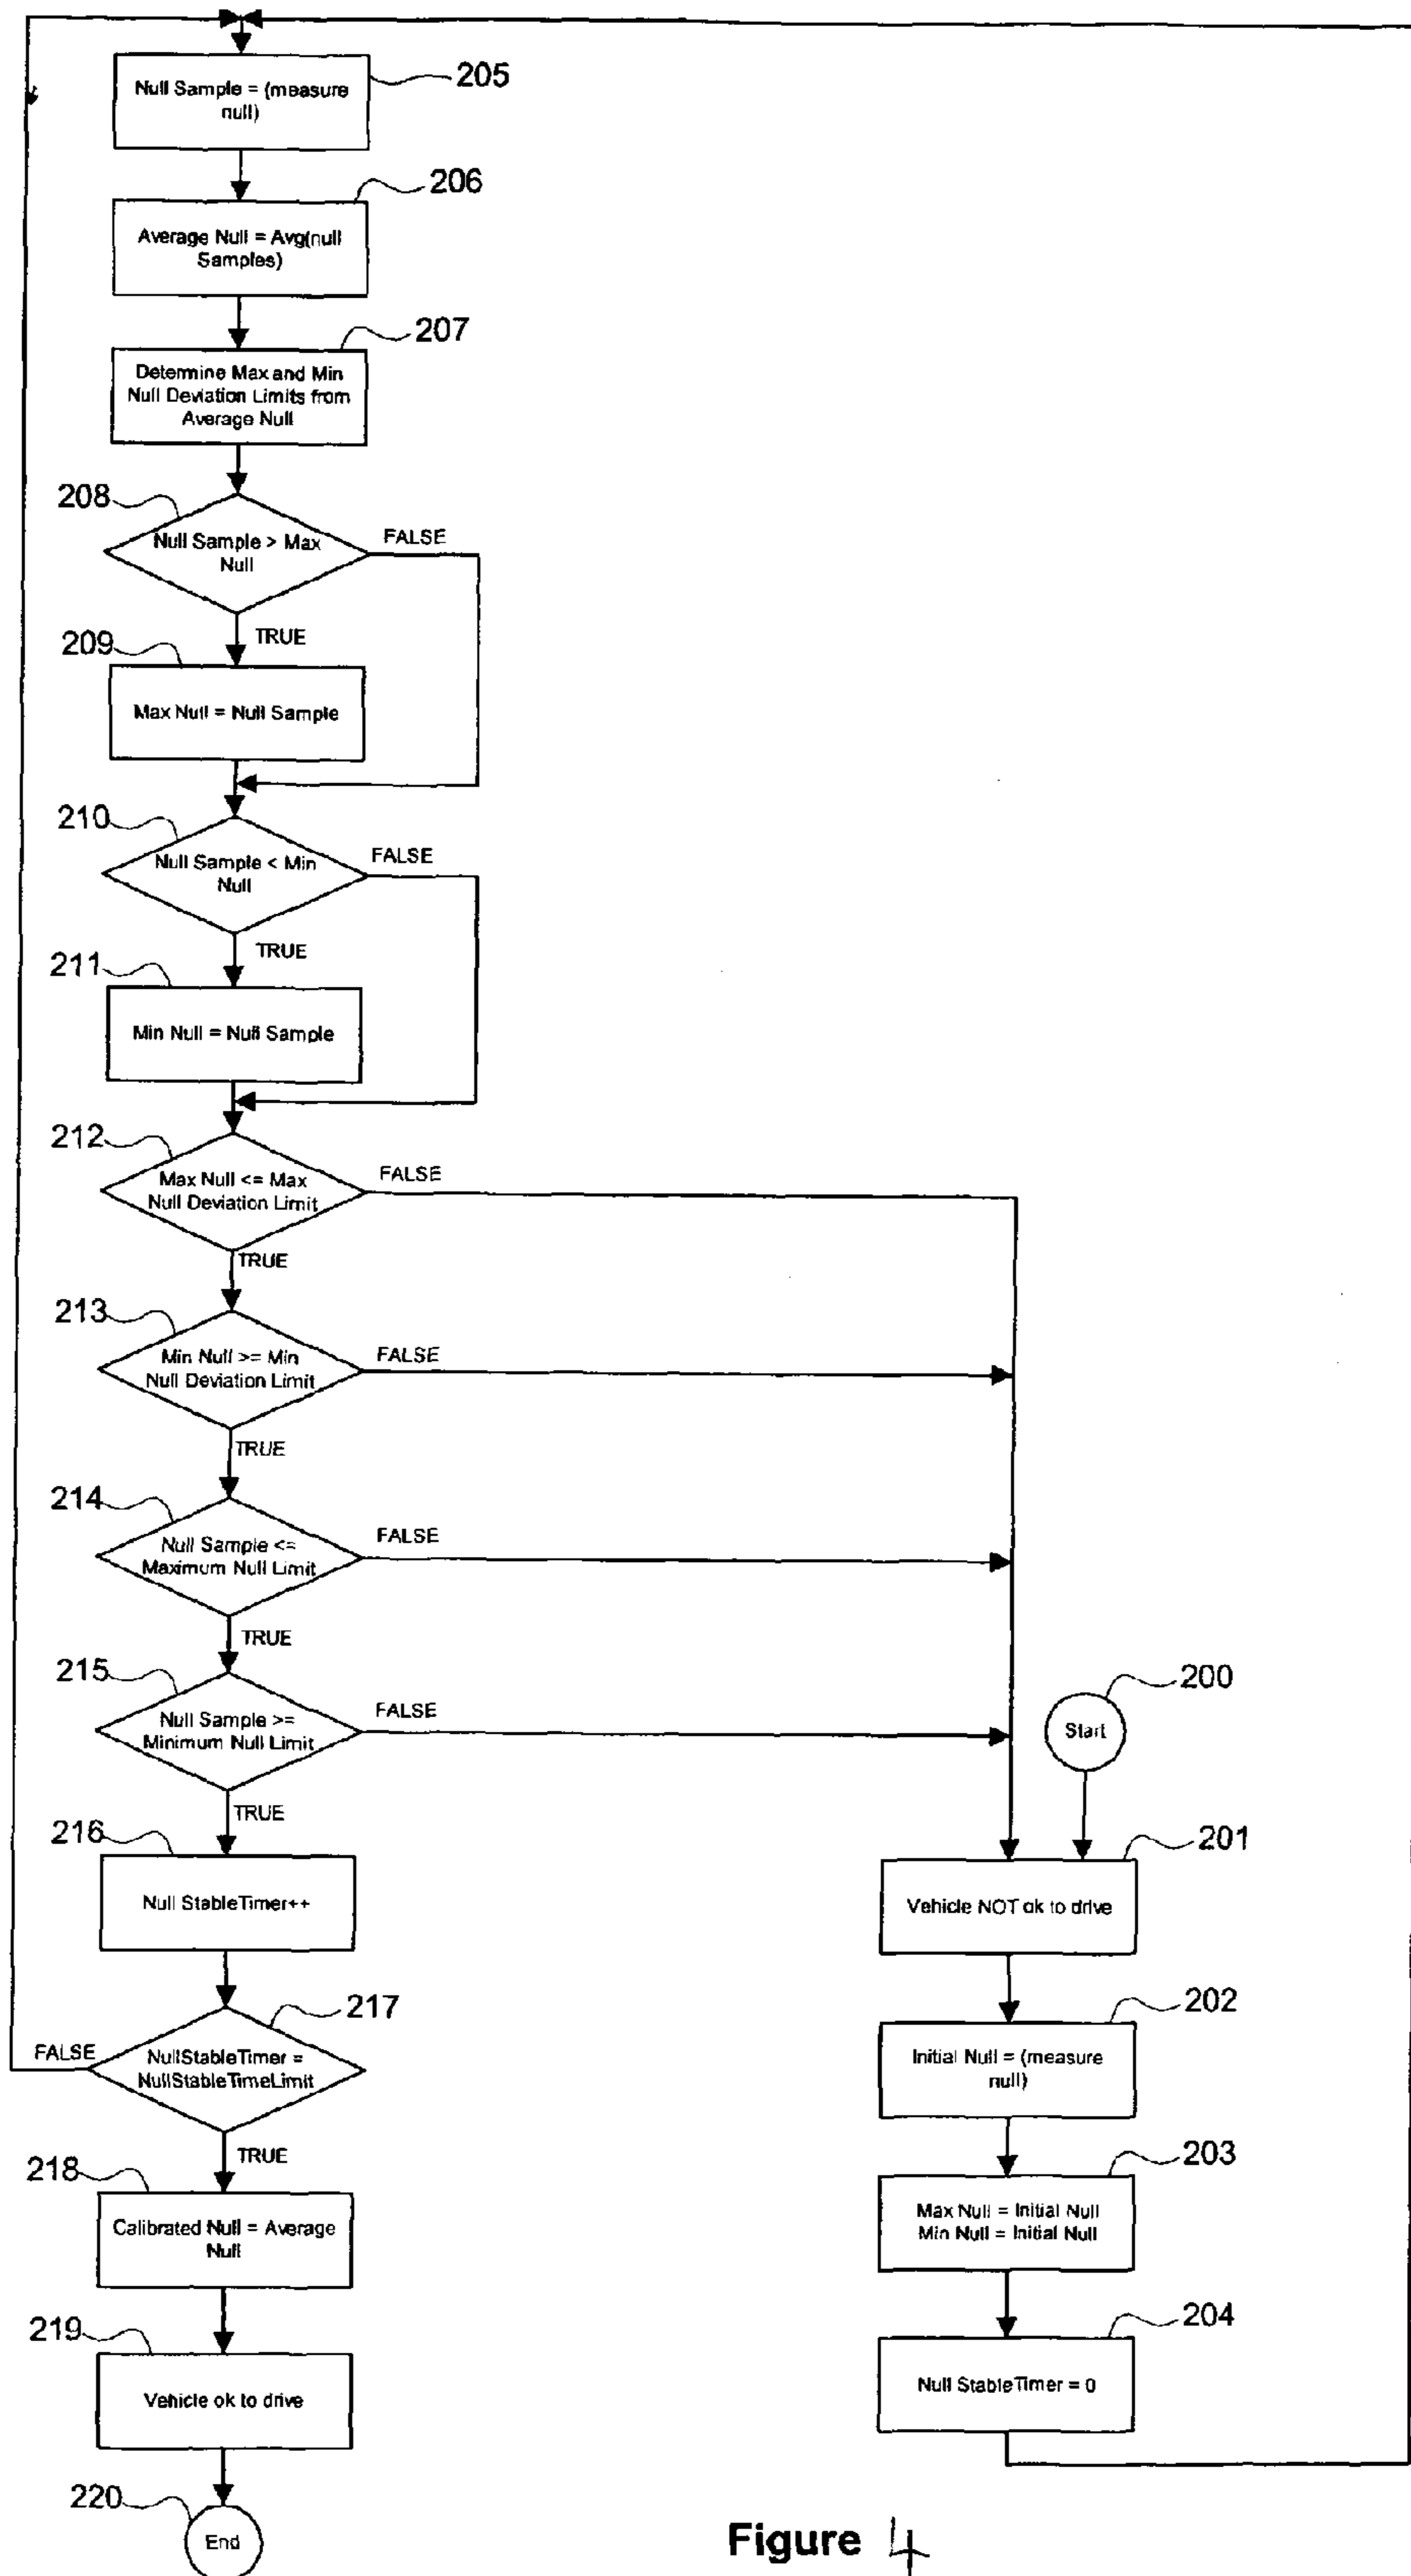 205
Null Sample = (measure
null)
206
Average Null = Avg(null
Samples)
207
Determine Max and Min
Null Deviation Limits from
Average Null
208
Null Sample > Max
Null
FALSE
TRUE
209
Max Null = Null Sample
210
Null Sample < Min
Null
FALSE
TRUE
211
Min Null = Null Sample
212
Max Null <= Max
Null Deviation Limit
FALSE
TRUE
213
Min Null >= Min
Null Deviation Limit
FALSE
TRUE
214
Null Sample <=
Maximum Null Limit
FALSE
TRUE
215
Null Sample >=
Minimum Null Limit
FALSE
TRUE
200
Start
216
Null StableTimer++
201
Vehicle NOT ok to drive
217
NullStableTimer =
NullStableTimeLimit
FALSE
TRUE
202
Initial Null = (measure
null)
218
Calibrated Null = Average
Null
203
Max Null = Initial Null
Min Null = Initial Null
219
Vehicle ok to drive
204
Null StableTimer = 0
220
End
Figure 4